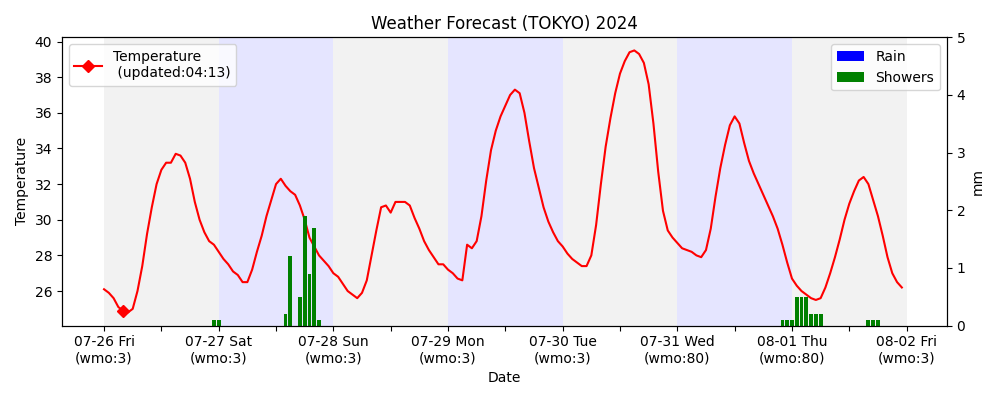 Weather Forecast (TOKYO) 2024
Temperature
(updated:04:13)
Rain
Showers
40
38
36
34
32
30
28
26
Temperature
5
4
3
2
1
0
mm
07-26 Fri
(wmo:3)
07-27 Sat
(wmo:3)
07-28 Sun
(wmo:3)
07-29 Mon
(wmo:3)
07-30 Tue
(wmo:3)
07-31 Wed
(wmo:80)
08-01 Thu
(wmo:80)
08-02 Fri
(wmo:3)
Date